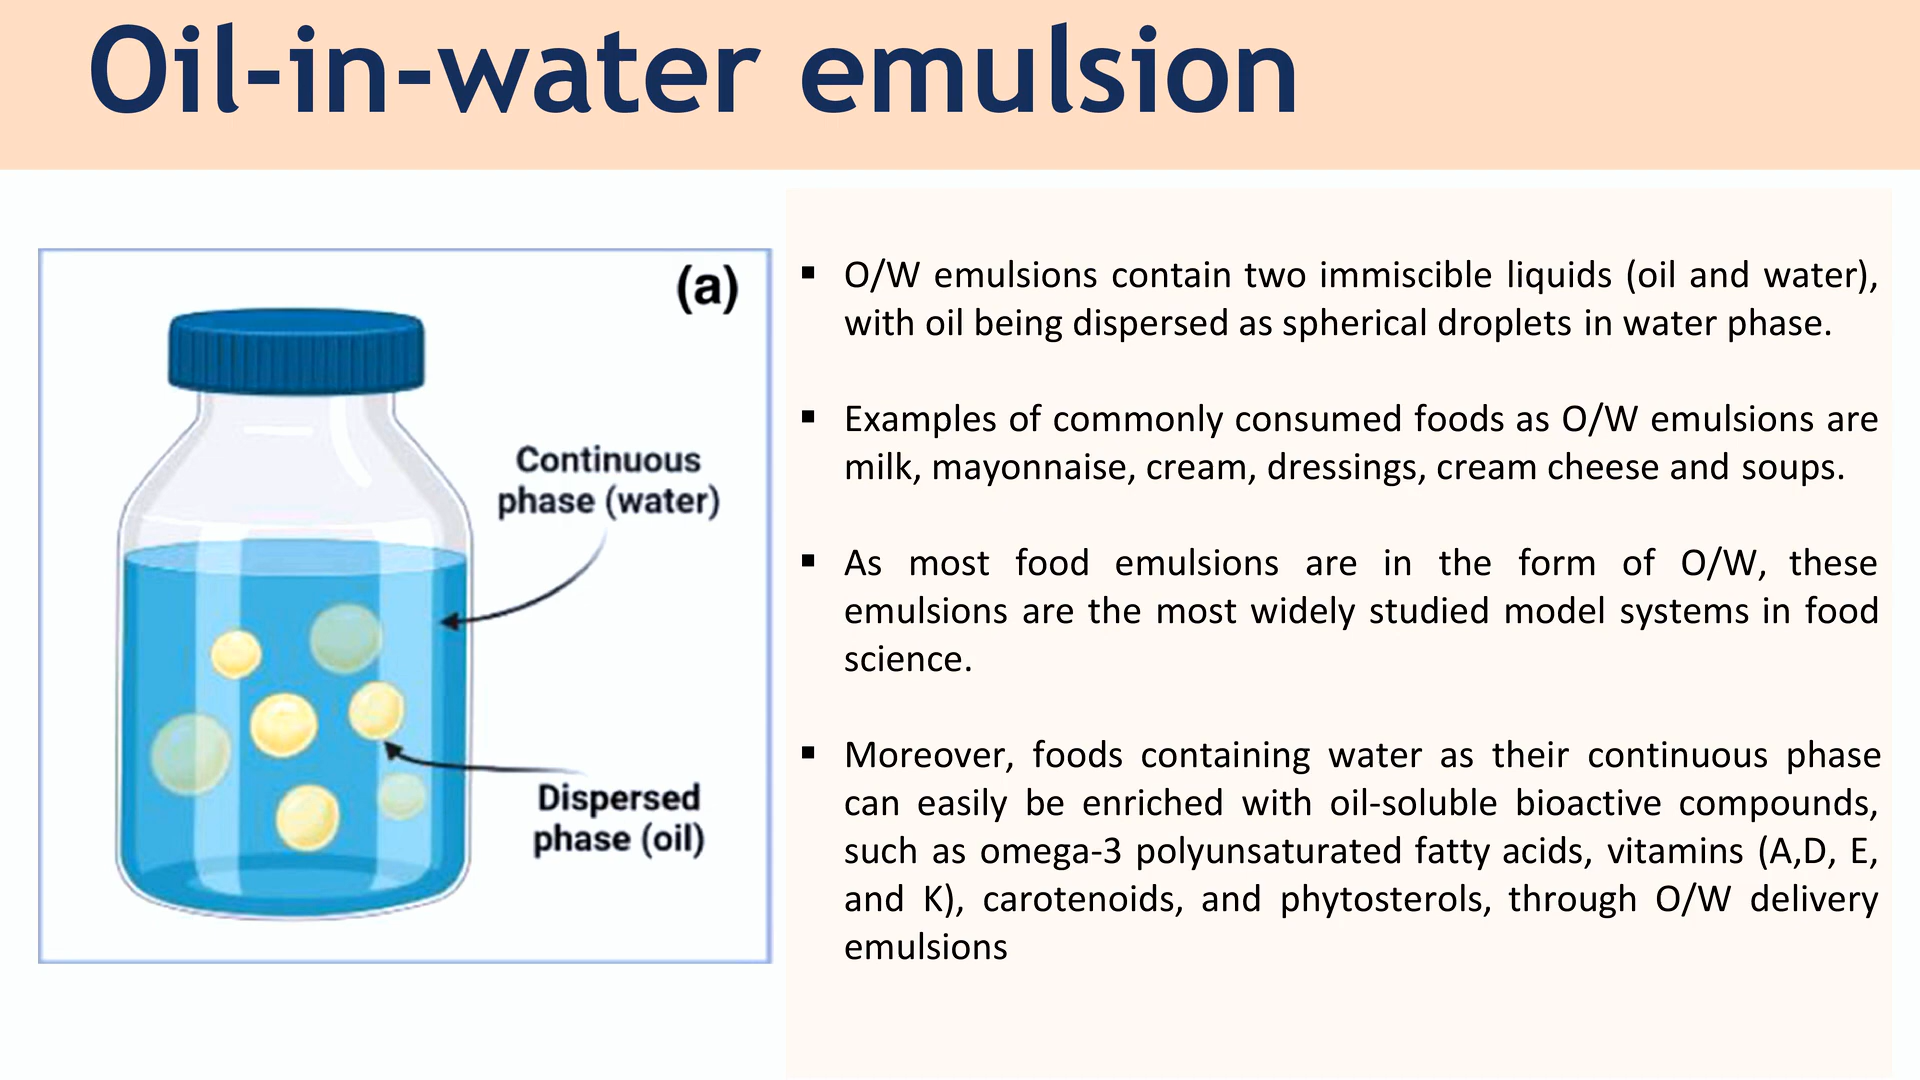 Oil-in-water emulsion
(a)
Continuous
phase (water)
Dispersed
phase (oil)
▪ O/W emulsions contain two immiscible liquids (oil and water),
with oil being dispersed as spherical droplets in water phase.
▪ Examples of commonly consumed foods as O/W emulsions are
milk, mayonnaise, cream, dressings, cream cheese and soups.
▪ As most food emulsions are in the form of O/W, these
emulsions are the most widely studied model systems in food
science.
▪ Moreover, foods containing water as their continuous phase
can easily be enriched with oil-soluble bioactive compounds,
such as omega-3 polyunsaturated fatty acids, vitamins (A,D, E,
and K), carotenoids, and phytosterols, through O/W delivery
emulsions